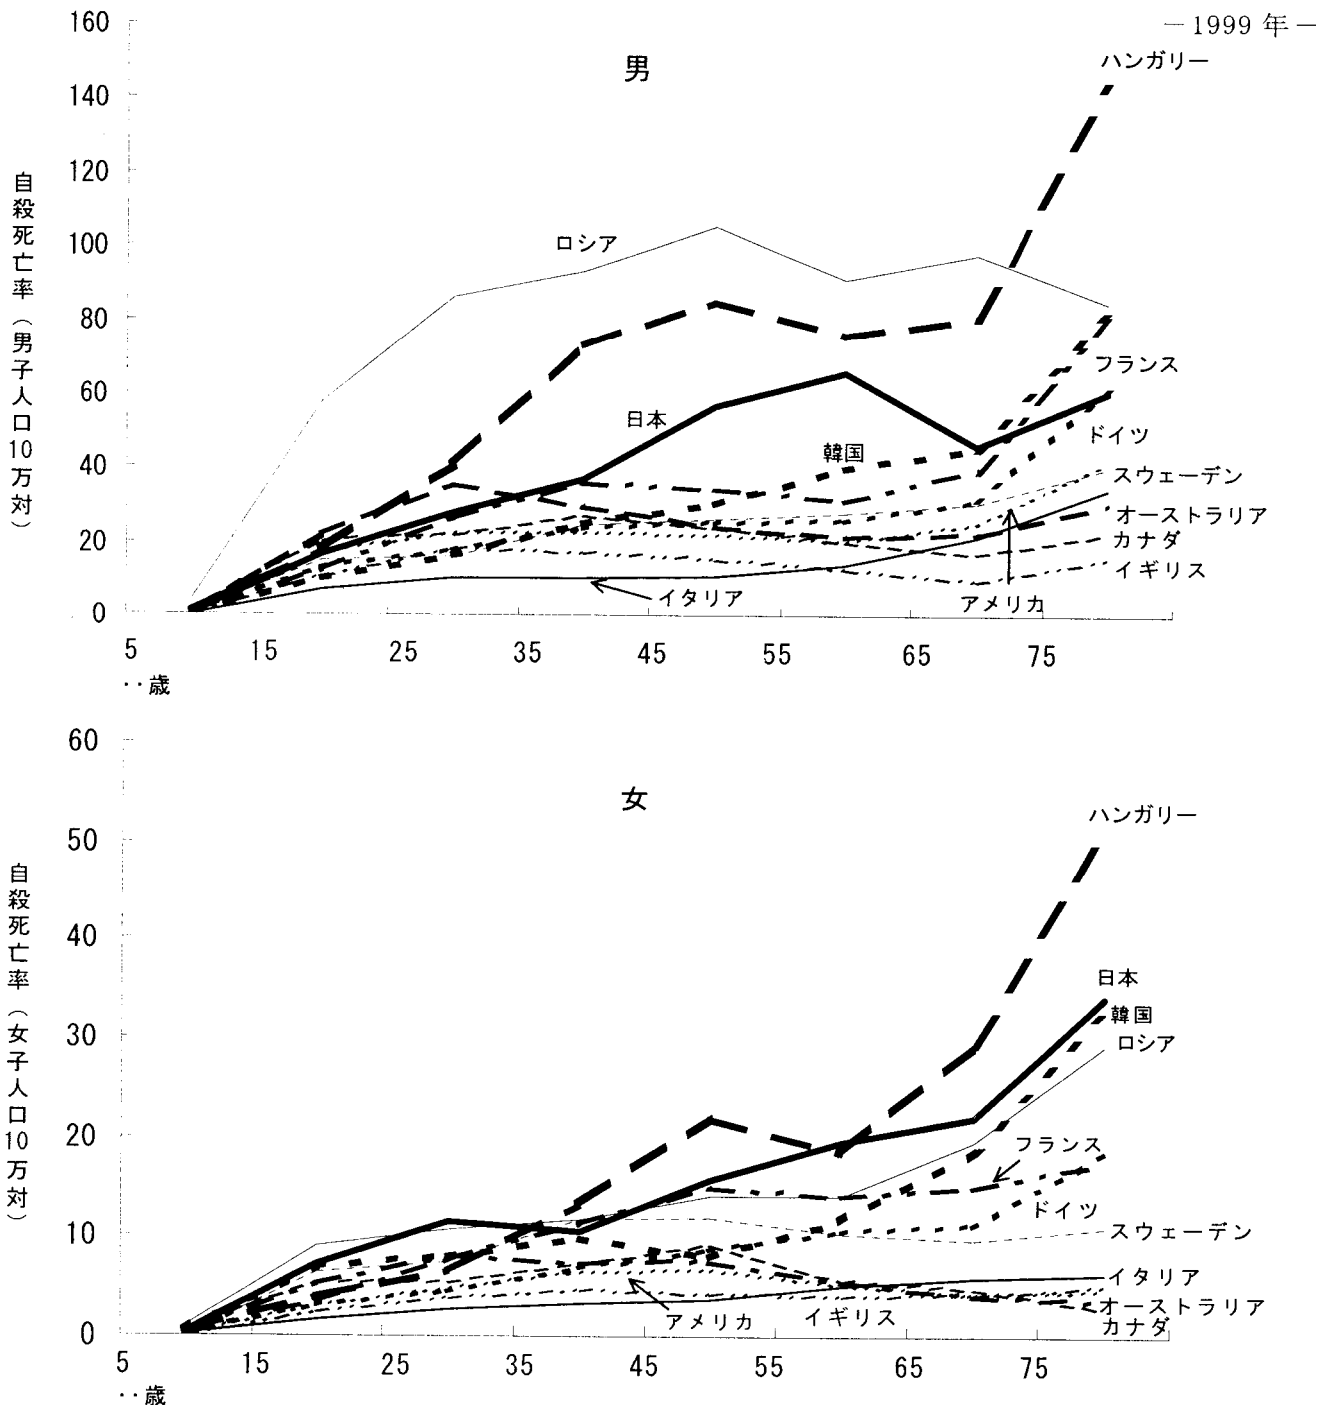 －1999 年－
男
自殺死亡率（男子人口10万対）
160
140
120
100
80
60
40
20
0
ハンガリー
ロシア
フランス
日本
ドイツ
韓国
スウェーデン
オーストラリア
カナダ
イギリス
イタリア
アメリカ
5 15 25 35 45 55 65 75
‥歳
女
自殺死亡率（女子人口10万対）
60
50
40
30
20
10
0
ハンガリー
日本
韓国
ロシア
フランス
ドイツ
スウェーデン
イタリア
オーストラリア
カナダ
アメリカ
イギリス
5 15 25 35 45 55 65 75
‥歳